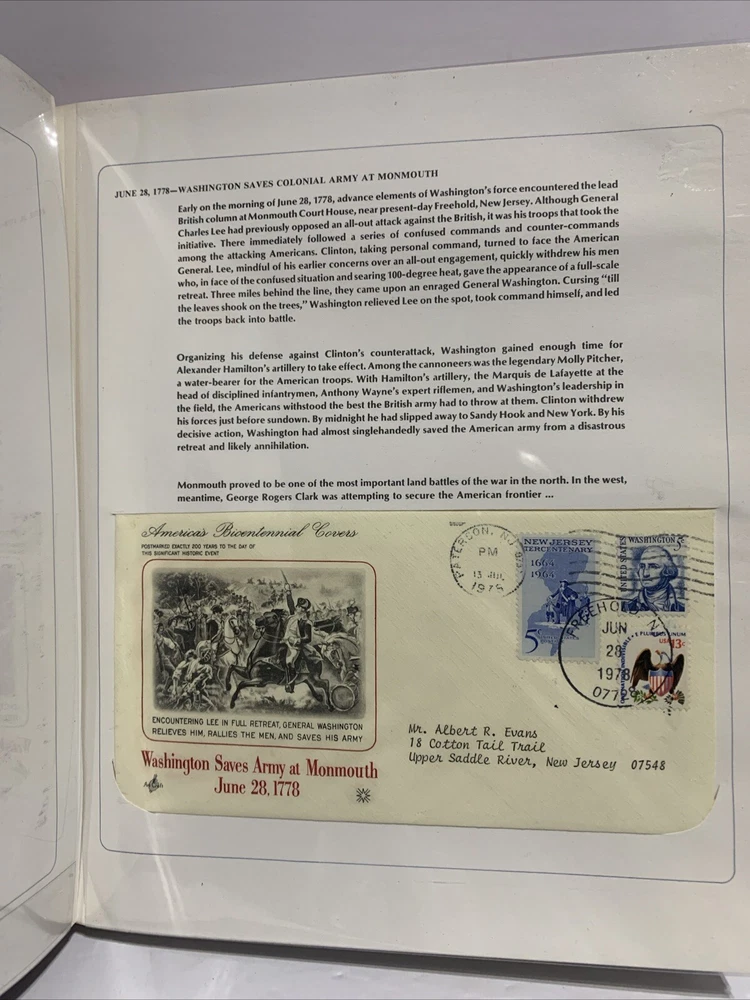 JUNE 28, 1778—WASHINGTON SAVES COLONIAL ARMY AT MONMOUTH
Early on the morning of June 28, 1778, advance elements of Washington's force encountered the lead
British column at Monmouth Court House, near present-day Freehold, New Jersey. Although General
Charles Lee had previously opposed an all-out attack against the British, it was his troops that took the
initiative. There immediately followed a series of confused commands and counter-commands
among the attacking Americans. Clinton, taking personal command, turned to face the American
General. Lee, mindful of his earlier concerns over an all-out engagement, quickly withdrew his men
who, in face of the confused situation and searing 100-degree heat, gave the appearance of a full-scale
retreat. Three miles behind the line, they came upon an enraged General Washington. Cursing "till
the leaves shook on the trees," Washington relieved Lee on the spot, took command himself, and led
the troops back into battle.
Organizing his defense against Clinton's counterattack, Washington gained enough time for
Alexander Hamilton's artillery to take effect. Among the cannoneers was the legendary Molly Pitcher,
a water-bearer for the American troops. With Hamilton's artillery, the Marquis de Lafayette at the
head of disciplined infantrymen, Anthony Wayne's expert riflemen, and Washington's leadership in
the field, the Americans withstood the best the British army had to throw at them. Clinton withdrew
his forces just before sundown. By midnight he had slipped away to Sandy Hook and New York. By his
decisive action, Washington had almost singlehandedly saved the American army from a disastrous
retreat and likely annihilation.
Monmouth proved to be one of the most important land battles of the war in the north. In the west,
meantime, George Rogers Clark was attempting to secure the American frontier ...
America's Bicentennial Covers
POSTMARKED EXACTLY 200 YEARS TO THE DAY OF
THIS SIGNIFICANT HISTORIC EVENT
ENCOUNTERING LEE IN FULL RETREAT, GENERAL WASHINGTON
RELIEVES HIM, RALLIES THE MEN, AND SAVES HIS ARMY
Washington Saves Army at Monmouth
June 28, 1778
PATERSON, NJ
PM
13 JUL
1978
NEW JERSEY
TERCENTENARY
1664
1964
5¢
UNITED STATES
WASHINGTON 5¢
FREEHOLD, NJ
JUN
28
1978
07728
E PLURIBUS UNUM
USA 13c
Mr. Albert R. Evans
18 Cotton Tail Trail
Upper Saddle River, New Jersey 07548